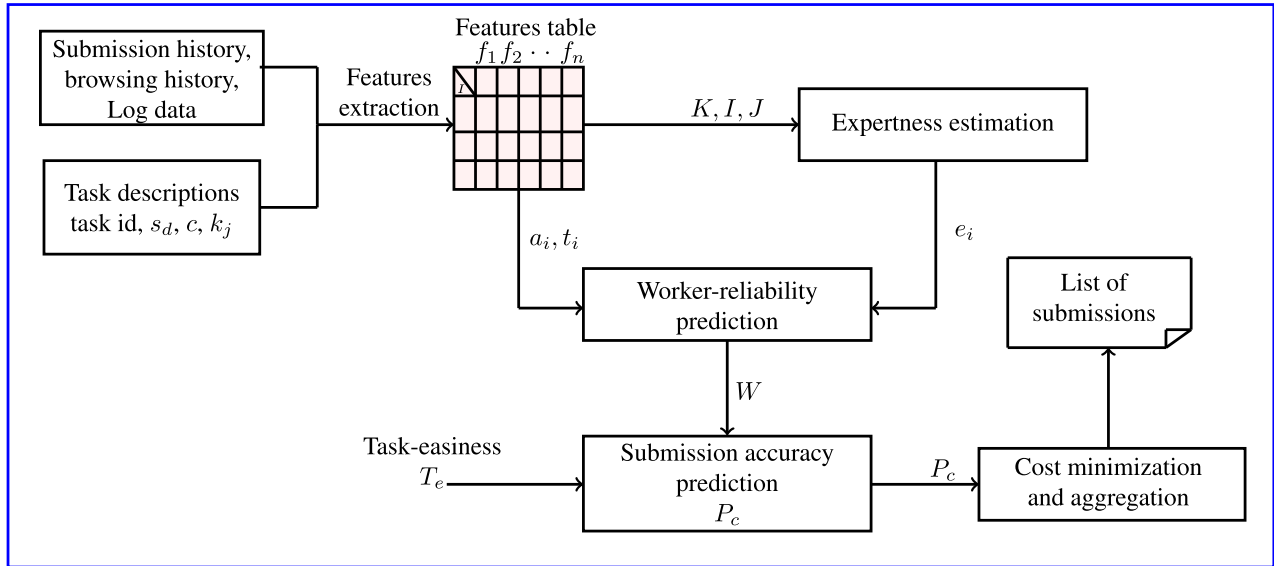 Submission history,
browsing history,
Log data
Task descriptions
task id, s_d, c, k_j
Features
extraction
Features table
f_1 f_2 · · f_n
I
K, I, J
Expertness estimation
a_i, t_i
e_i
Worker-reliability
prediction
List of
submissions
W
Task-easiness
T_e
Submission accuracy
prediction
P_c
P_c
Cost minimization
and aggregation